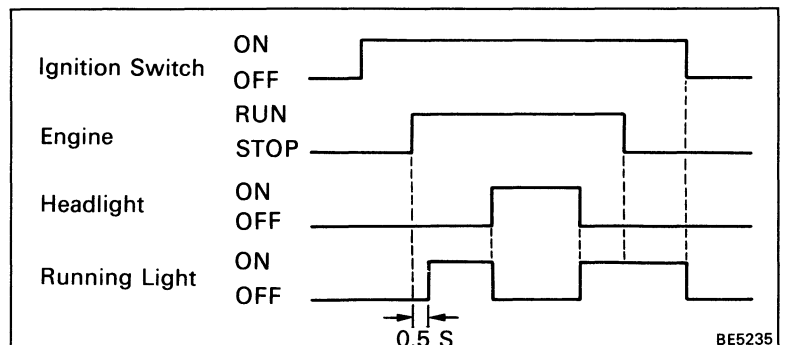 Ignition Switch ON
OFF
Engine RUN
STOP
Headlight ON
OFF
Running Light ON
OFF
0.5 S
BE5235